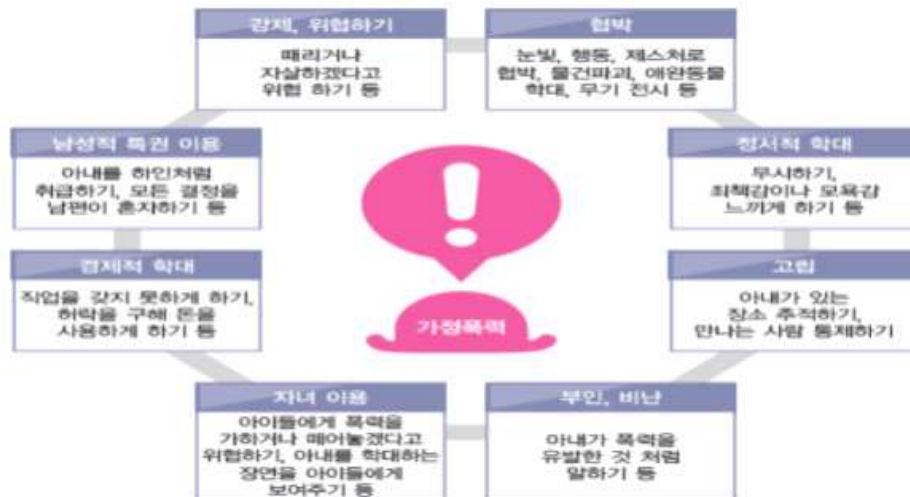 강제, 위협하기
때리거나
자살하겠다고
위협 하기 등
협박
눈빛, 행동, 제스처로
협박, 물건파괴, 애완동물
학대, 무기 전시 등
남성적 특권 이용
아내를 하인처럼
취급하기, 모든 결정을
남편이 혼자하기 등
정서적 학대
무시하기,
죄책감이나 모욕감
느끼게 하기 등
경제적 학대
직업을 갖지 못하게 하기,
허락을 구해 돈을
사용하게 하기 등
고립
아내가 있는
장소 추적하기,
만나는 사람 통제하기
가정폭력
자녀 이용
아이들에게 폭력을
가하거나 떼어놓겠다고
위협하기, 아내를 학대하는
장면을 아이들에게
보여주기 등
부인, 비난
아내가 폭력을
유발한 것 처럼
말하기 등